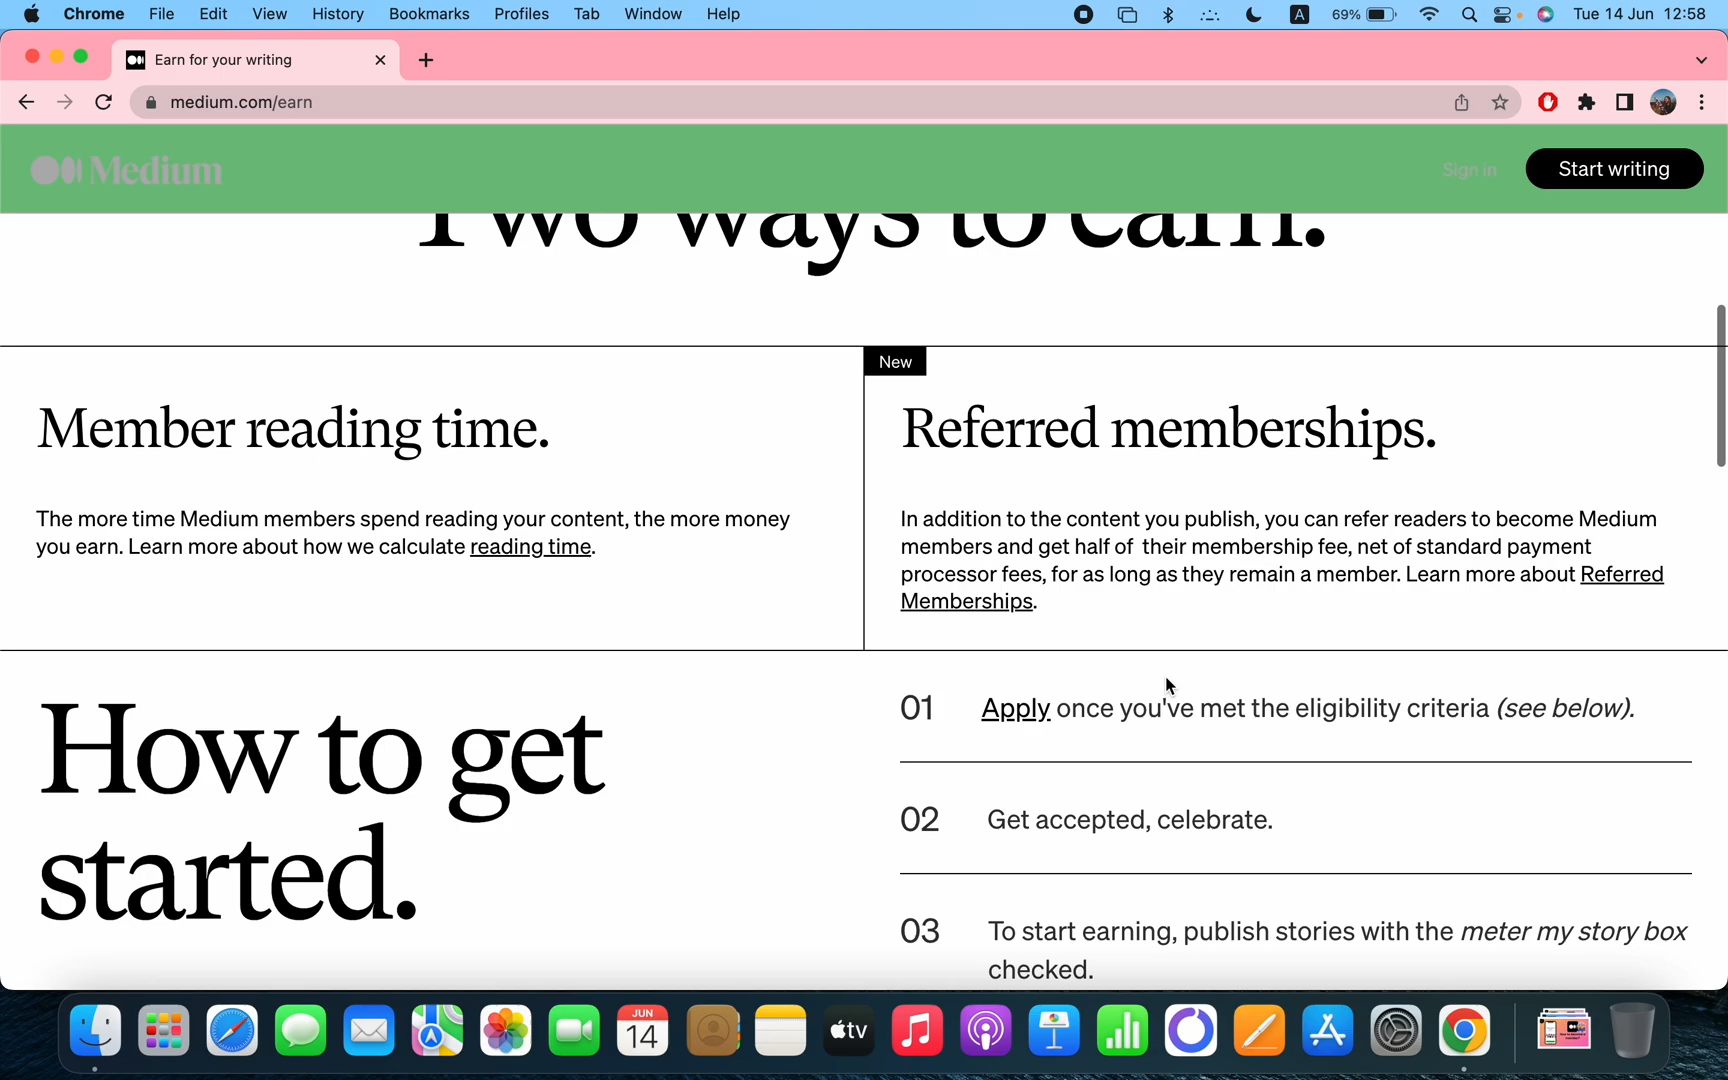 Chrome File Edit View History Bookmarks Profiles Tab Window Help A 69% Tue 14 Jun 12:58
Earn for your writing
medium.com/earn
Medium Sign in Start writing
Two ways to earn.
New
Member reading time.
The more time Medium members spend reading your content, the more money
you earn. Learn more about how we calculate reading time.
Referred memberships.
In addition to the content you publish, you can refer readers to become Medium
members and get half of their membership fee, net of standard payment
processor fees, for as long as they remain a member. Learn more about Referred
Memberships.
How to get
started.
01 Apply once you've met the eligibility criteria (see below).
02 Get accepted, celebrate.
03 To start earning, publish stories with the meter my story box
checked.
JUN
14
tv